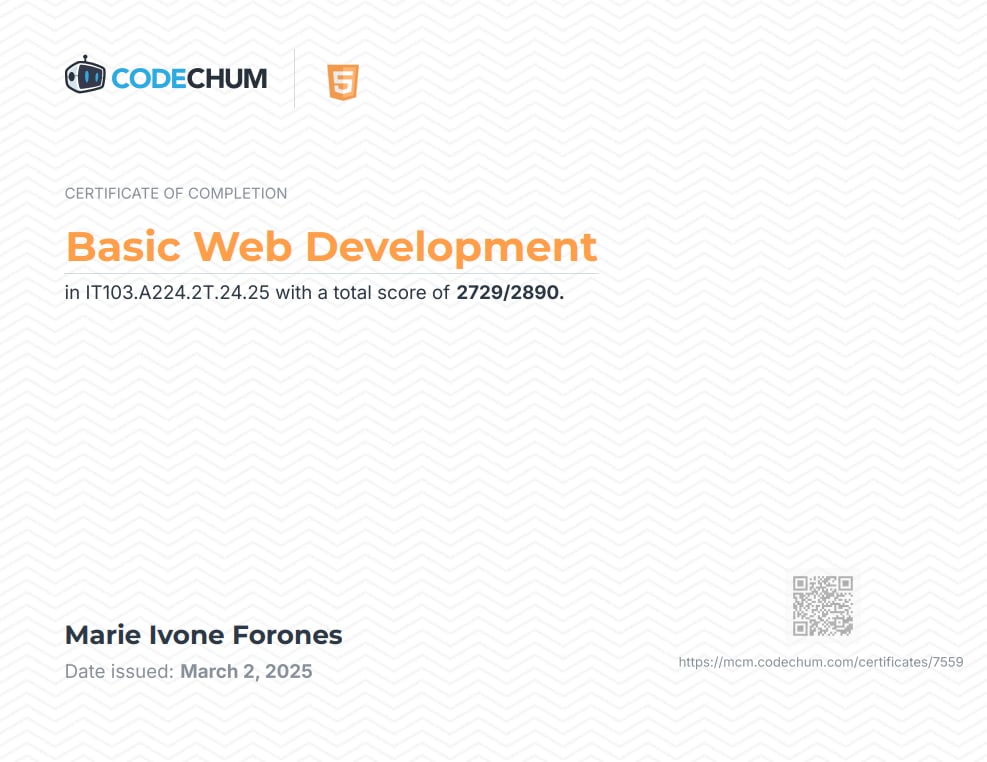 CODECHUM
5
CERTIFICATE OF COMPLETION
Basic Web Development
in IT103.A224.2T.24.25 with a total score of 2729/2890.
Marie Ivone Forones
Date issued: March 2, 2025
https://mcm.codechum.com/certificates/7559